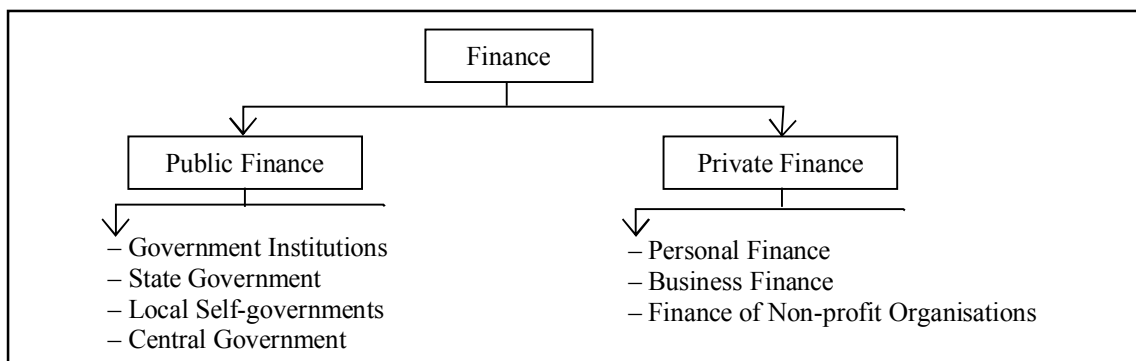 Finance
Public Finance
Private Finance
– Government Institutions
– State Government
– Local Self-governments
– Central Government
– Personal Finance
– Business Finance
– Finance of Non-profit Organisations